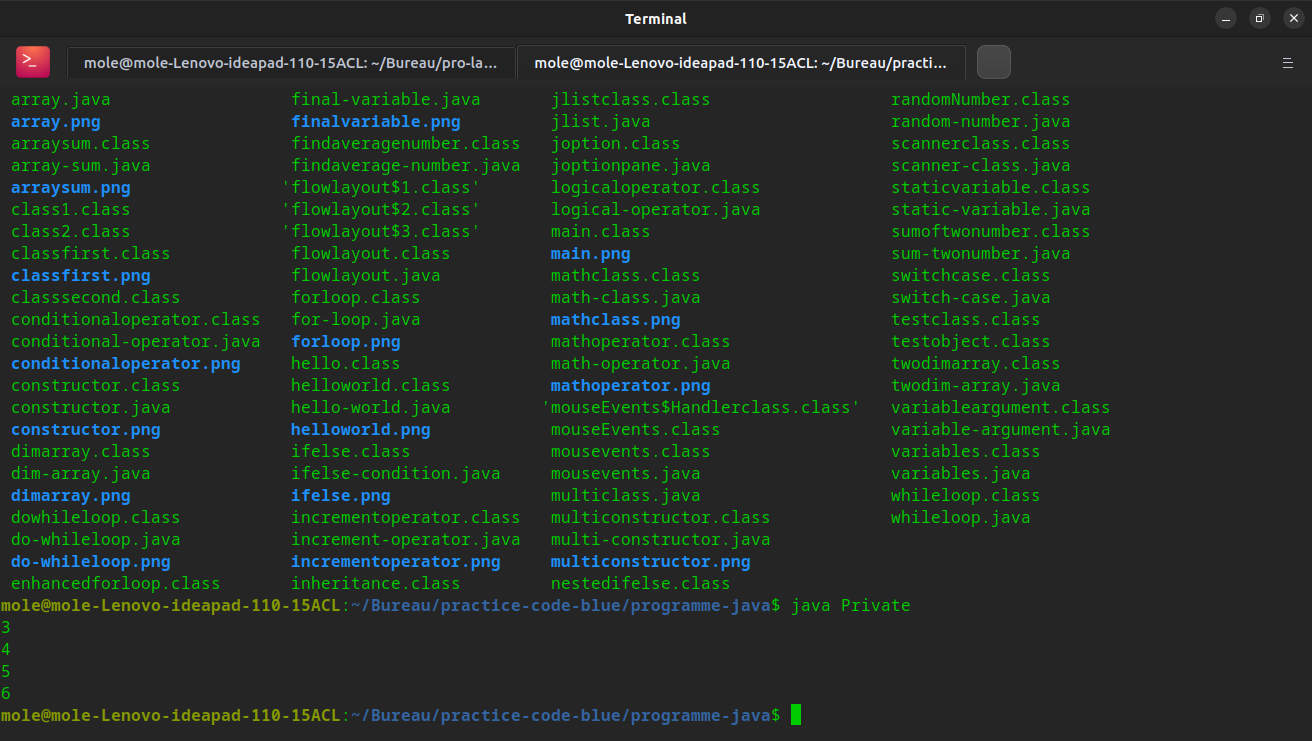 Terminal
>_ mole@mole-Lenovo-ideapad-110-15ACL: ~/Bureau/pro-la... mole@mole-Lenovo-ideapad-110-15ACL: ~/Bureau/practi...
array.java final-variable.java jlistclass.class randomNumber.class
array.png finalvariable.png jlist.java random-number.java
arraysum.class findaveragenumber.class joption.class scannerclass.class
array-sum.java findaverage-number.java joptionpane.java scanner-class.java
arraysum.png 'flowlayout$1.class' logicaloperator.class staticvariable.class
class1.class 'flowlayout$2.class' logical-operator.java static-variable.java
class2.class 'flowlayout$3.class' main.class sumoftwonumber.class
classfirst.class flowlayout.class main.png sum-twonumber.java
classfirst.png flowlayout.java mathclass.class switchcase.class
classsecond.class forloop.class math-class.java switch-case.java
conditionaloperator.class for-loop.java mathclass.png testclass.class
conditional-operator.java forloop.png mathoperator.class testobject.class
conditionaloperator.png hello.class math-operator.java twodimarray.class
constructor.class helloworld.class mathoperator.png twodim-array.java
constructor.java hello-world.java 'mouseEvents$Handlerclass.class' variableargument.class
constructor.png helloworld.png mouseEvents.class variable-argument.java
dimarray.class ifelse.class mousevents.class variables.class
dim-array.java ifelse-condition.java mousevents.java variables.java
dimarray.png ifelse.png multiclass.java whileloop.class
dowhileloop.class incrementoperator.class multiconstructor.class whileloop.java
do-whileloop.java increment-operator.java multi-constructor.java
do-whileloop.png incrementoperator.png multiconstructor.png
enhancedforloop.class inheritance.class nestedifelse.class
mole@mole-Lenovo-ideapad-110-15ACL:~/Bureau/practice-code-blue/programme-java$ java Private
3
4
5
6
mole@mole-Lenovo-ideapad-110-15ACL:~/Bureau/practice-code-blue/programme-java$